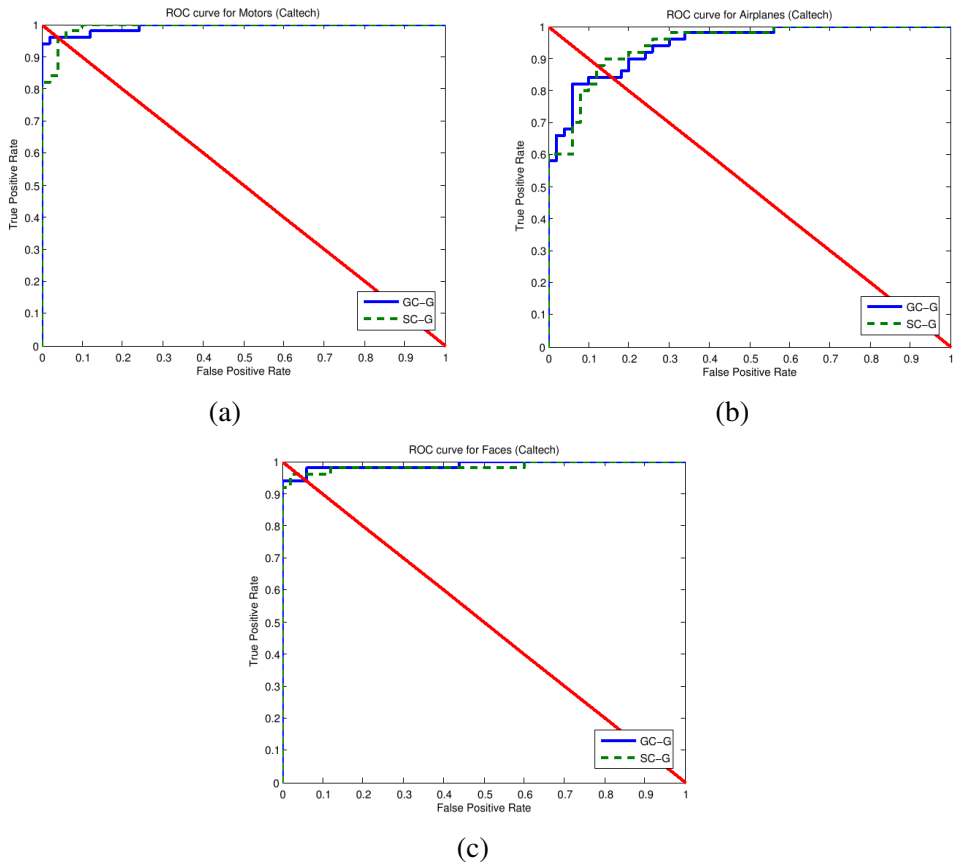 ROC curve for Motors (Caltech)
1
0.9
0.8
0.7
0.6
0.5
0.4
0.3
0.2
0.1
0
True Positive Rate
0 0.1 0.2 0.3 0.4 0.5 0.6 0.7 0.8 0.9 1
False Positive Rate
GC-G
SC-G
(a)
ROC curve for Airplanes (Caltech)
1
0.9
0.8
0.7
0.6
0.5
0.4
0.3
0.2
0.1
0
True Positive Rate
0 0.1 0.2 0.3 0.4 0.5 0.6 0.7 0.8 0.9 1
False Positive Rate
GC-G
SC-G
(b)
ROC curve for Faces (Caltech)
1
0.9
0.8
0.7
0.6
0.5
0.4
0.3
0.2
0.1
0
True Positive Rate
0 0.1 0.2 0.3 0.4 0.5 0.6 0.7 0.8 0.9 1
False Positive Rate
GC-G
SC-G
(c)